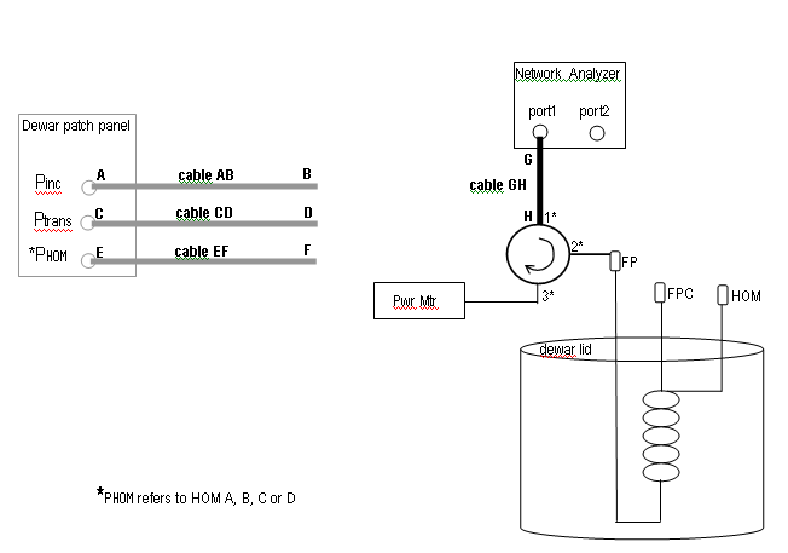 Network Analyzer
port1 port2
G
cable GH
H 1*
2*
FP
3*
Pwr Mtr
FPC
HOM
dewar lid
Dewar patch panel
Pinc A cable AB B
Ptrans C cable CD D
*PHOM E cable EF F
*PHOM refers to HOM A, B, C or D